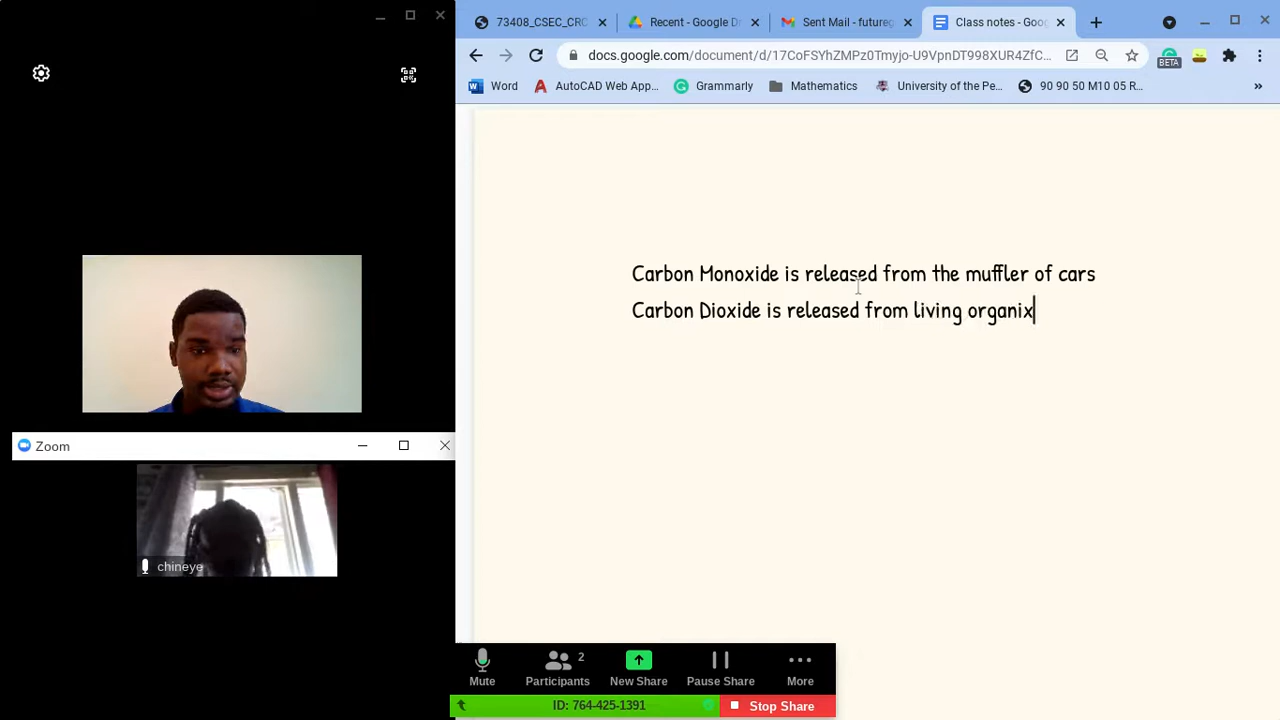 73408_CSEC_CRC
Recent - Google D
Sent Mail - futureg
Class notes - Goo
docs.google.com/document/d/17CoFSYhZMPz0Tmyjo-U9VpnDT998XUR4ZfC...
BETA
Word
AutoCAD Web App...
Grammarly
Mathematics
University of the Pe...
90 90 50 M10 05 R...
»
Carbon Monoxide is released from the muffler of cars
Carbon Dioxide is released from living organix
Zoom
chineye
Mute
Participants
2
New Share
Pause Share
More
ID: 764-425-1391
Stop Share